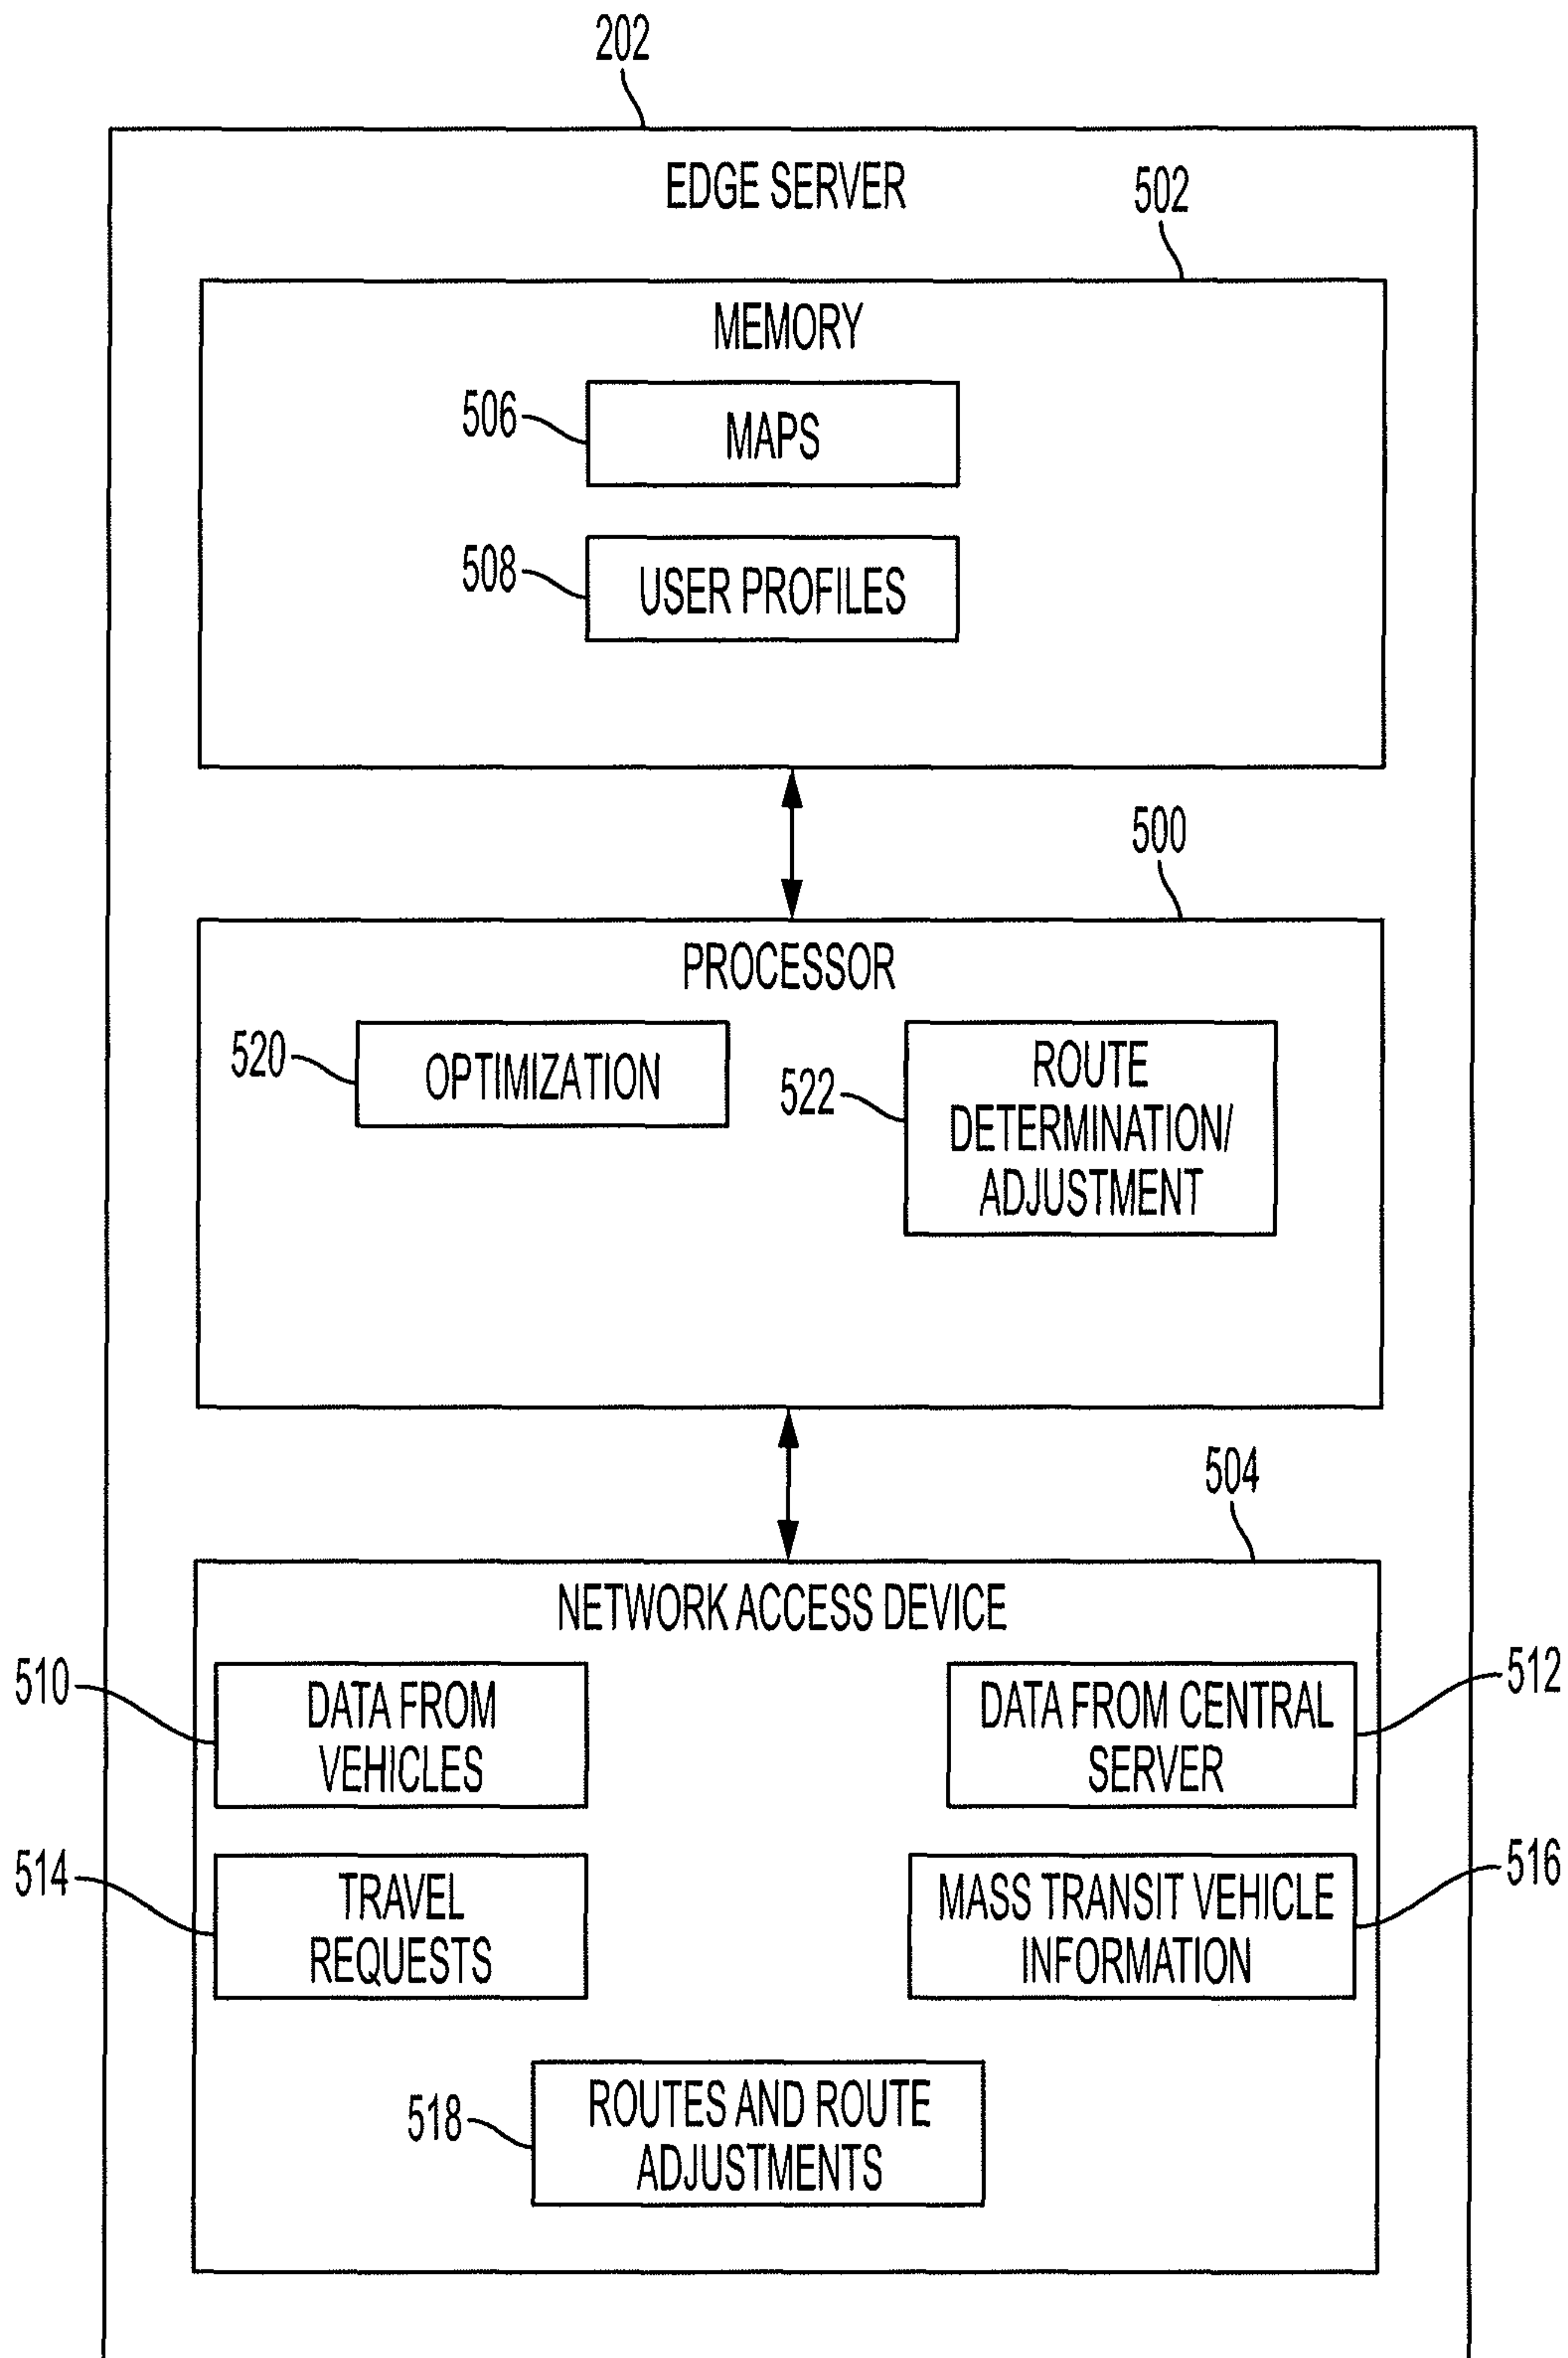 202
EDGE SERVER
502
MEMORY
506
MAPS
508
USER PROFILES
500
PROCESSOR
520
OPTIMIZATION
522
ROUTE
DETERMINATION/
ADJUSTMENT
504
NETWORK ACCESS DEVICE
510
DATA FROM
VEHICLES
DATA FROM CENTRAL
SERVER
512
514
TRAVEL
REQUESTS
MASS TRANSIT VEHICLE
INFORMATION
516
518
ROUTES AND ROUTE
ADJUSTMENTS